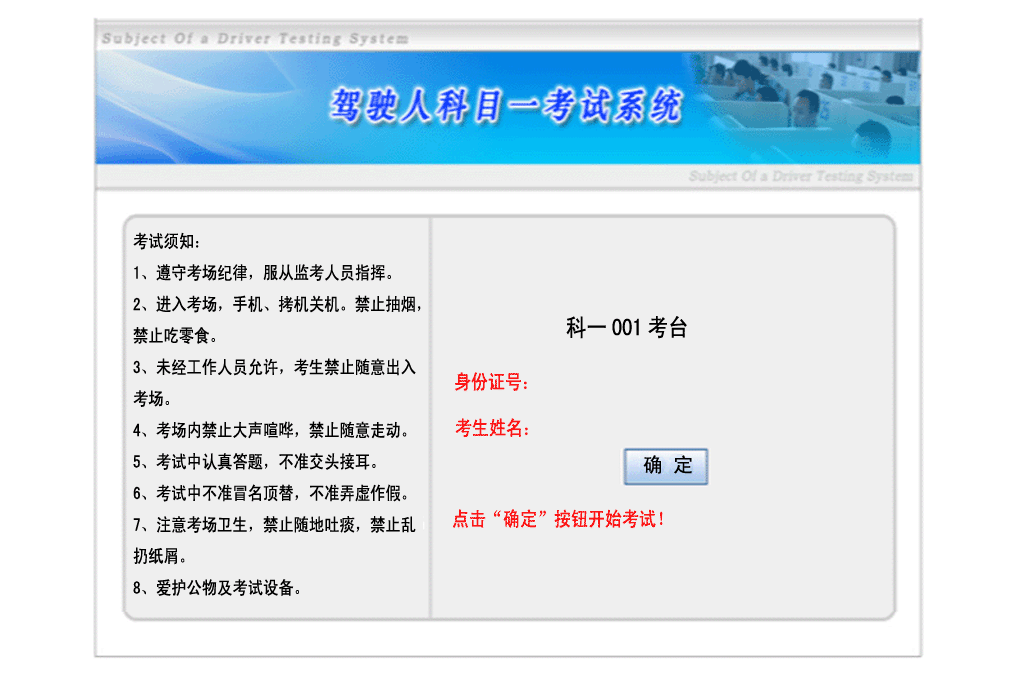 Subject Of a Driver Testing System
驾驶人科目一考试系统
Subject Of a Driver Testing System
考试须知:
1、遵守考场纪律，服从监考人员指挥。
2、进入考场，手机、拷机关机。禁止抽烟，
禁止吃零食。
3、未经工作人员允许，考生禁止随意出入
考场。
4、考场内禁止大声喧哗，禁止随意走动。
5、考试中认真答题，不准交头接耳。
6、考试中不准冒名顶替，不准弄虚作假。
7、注意考场卫生，禁止随地吐痰，禁止乱
扔纸屑。
8、爱护公物及考试设备。
科一 001 考台
身份证号:
考生姓名:
确 定
点击“确定”按钮开始考试!